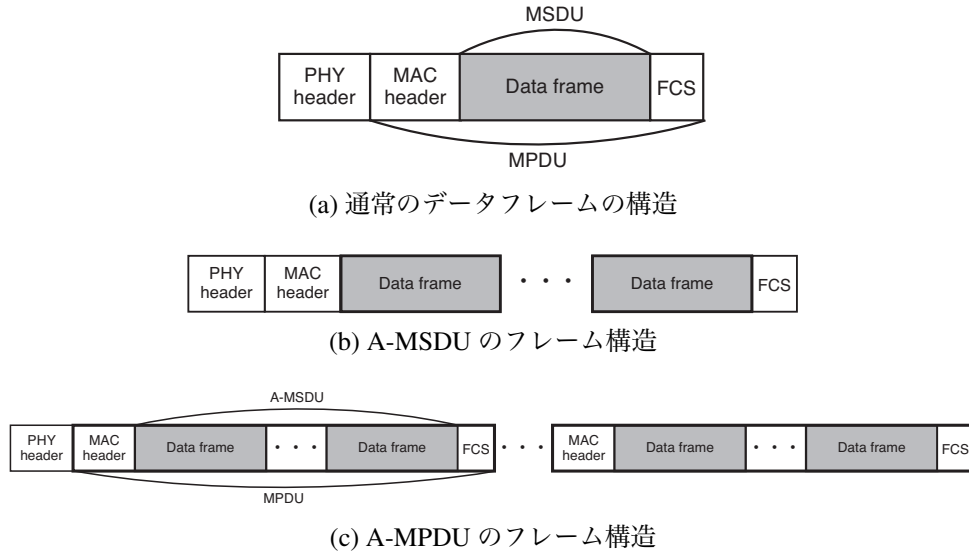 MSDU
PHY header
MAC header
Data frame
FCS
MPDU
(a) 通常のデータフレームの構造
PHY header
MAC header
Data frame
· · ·
Data frame
FCS
(b) A-MSDU のフレーム構造
A-MSDU
PHY header
MAC header
Data frame
· · ·
Data frame
FCS
· · ·
MAC header
Data frame
· · ·
Data frame
FCS
MPDU
(c) A-MPDU のフレーム構造